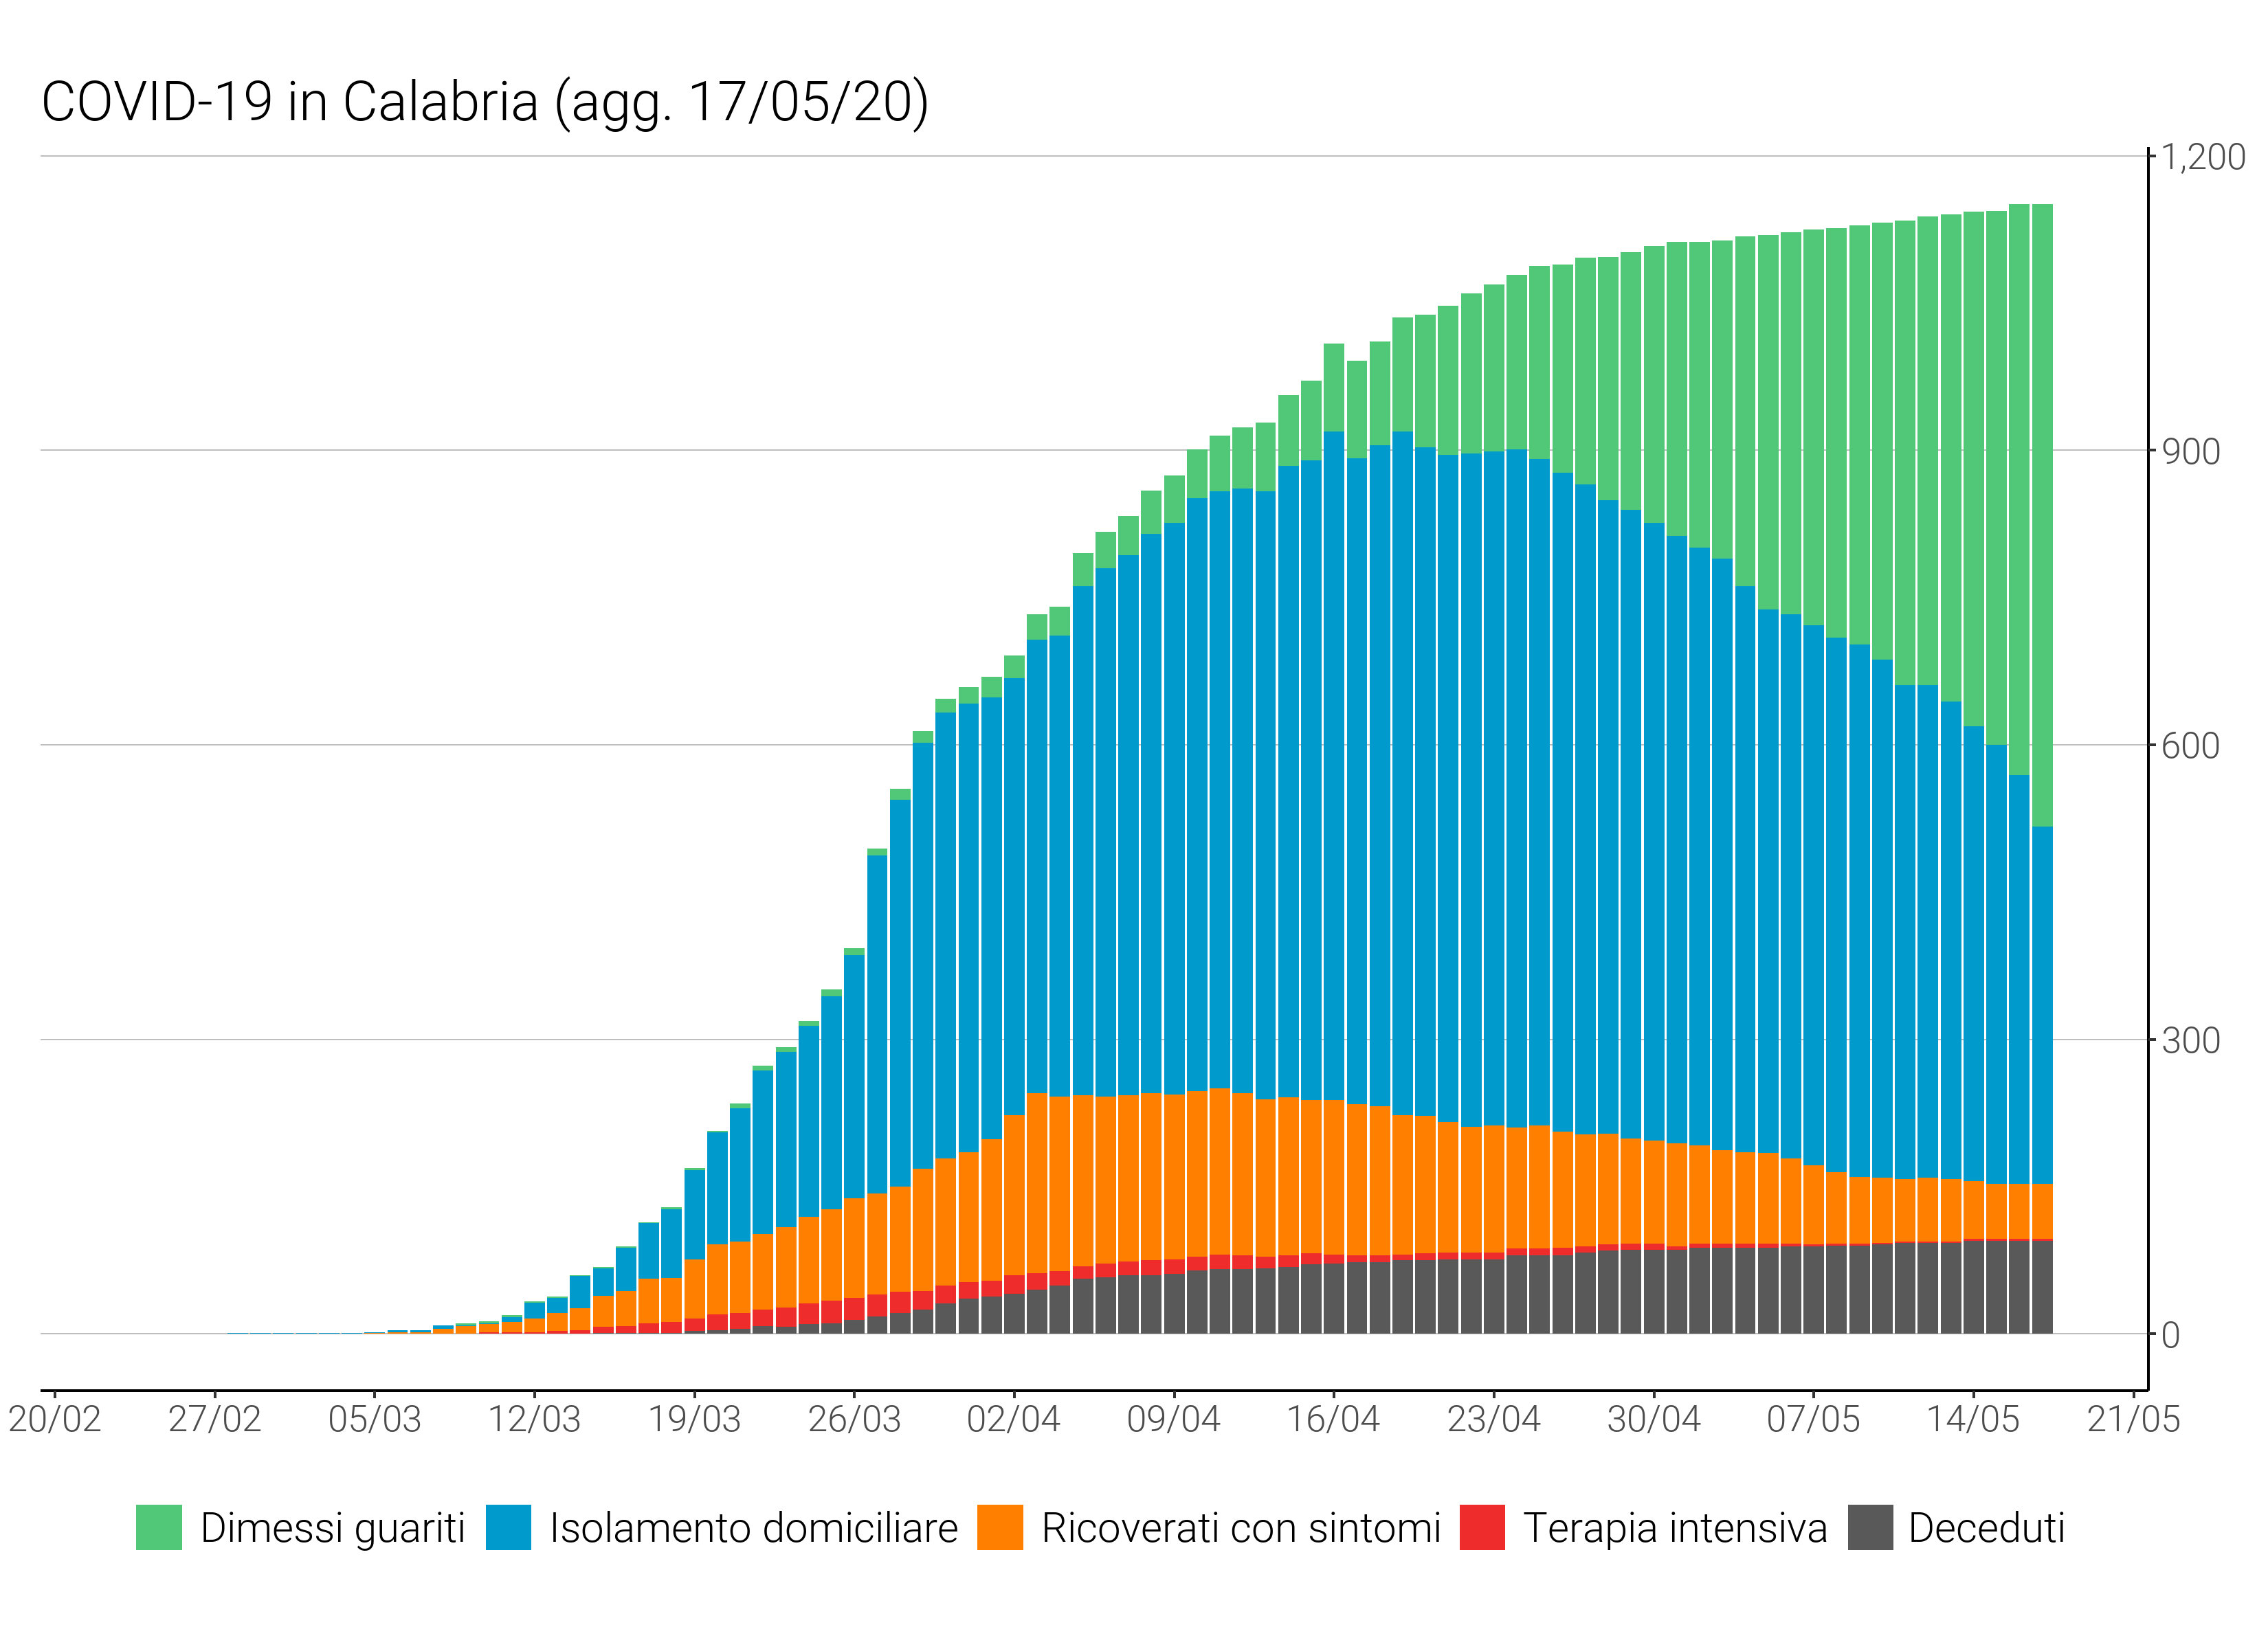 COVID-19 in Calabria (agg. 17/05/20)
1,200
900
600
300
0
20/02 27/02 05/03 12/03 19/03 26/03 02/04 09/04 16/04 23/04 30/04 07/05 14/05 21/05
Dimessi guariti Isolamento domiciliare Ricoverati con sintomi Terapia intensiva Deceduti